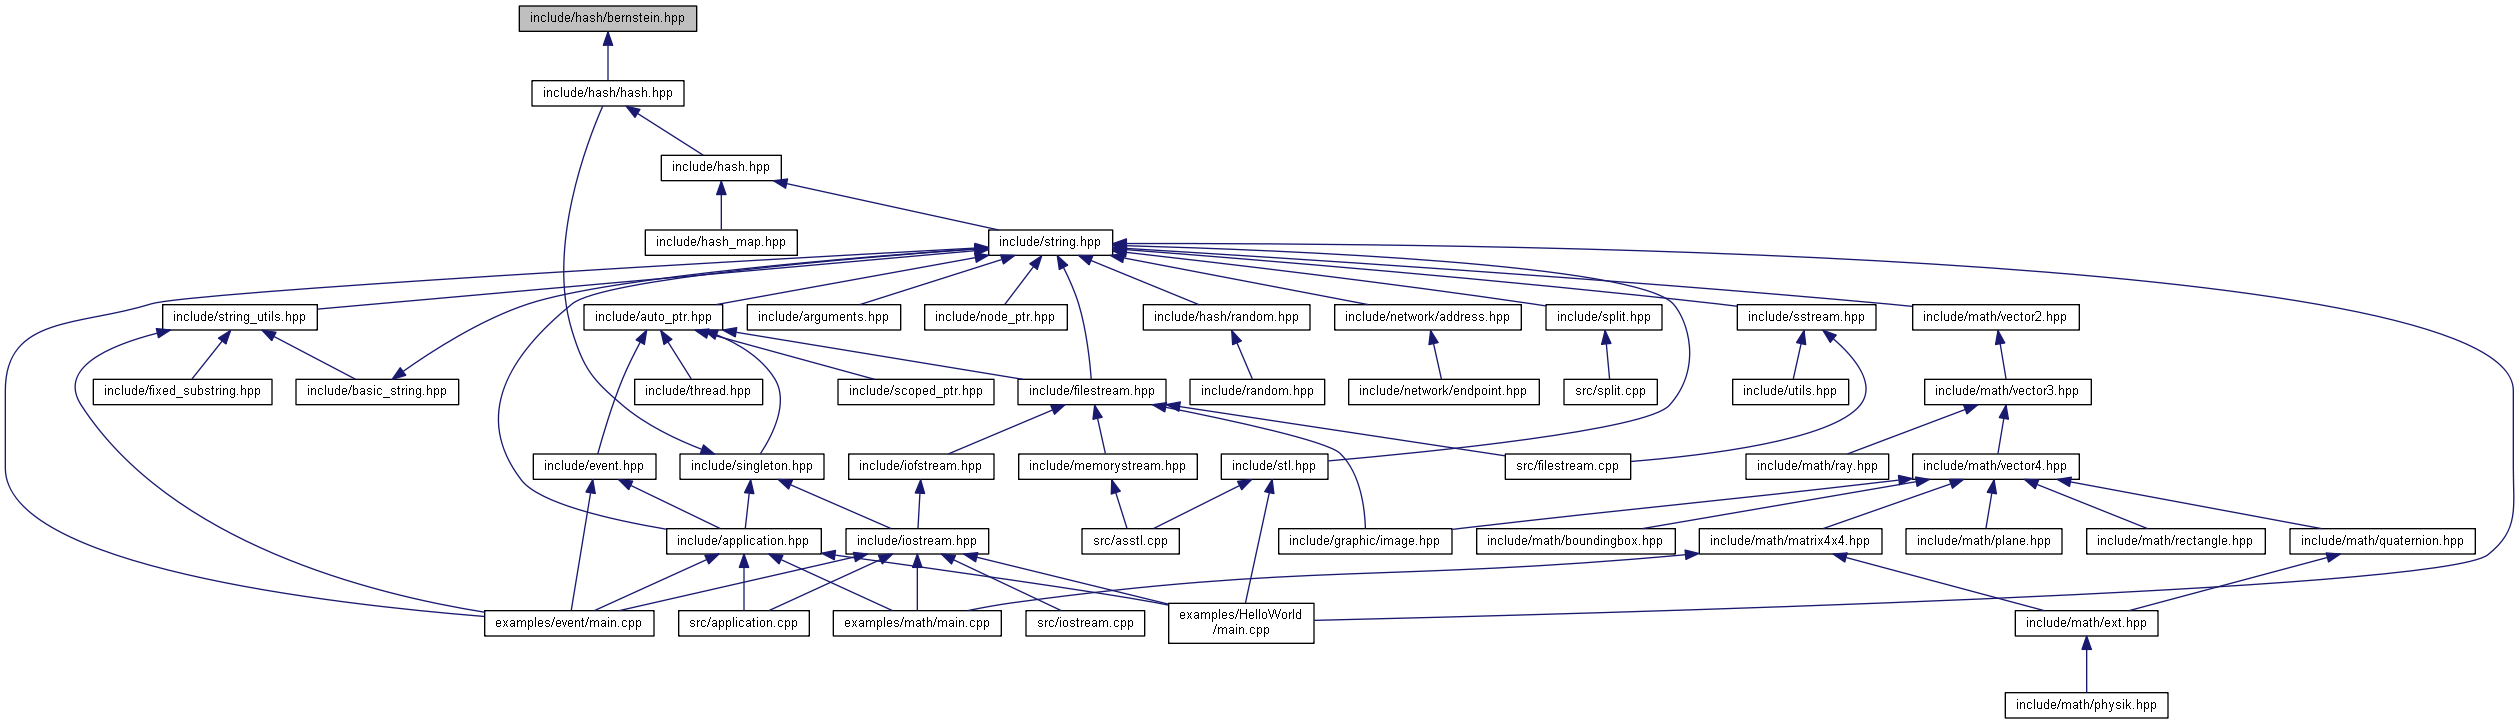 include/hash/bernstein.hpp
include/hash/hash.hpp
include/hash.hpp
include/hash_map.hpp
include/string.hpp
include/string_utils.hpp
include/auto_ptr.hpp
include/arguments.hpp
include/node_ptr.hpp
include/hash/random.hpp
include/network/address.hpp
include/split.hpp
include/sstream.hpp
include/math/vector2.hpp
include/fixed_substring.hpp
include/basic_string.hpp
include/thread.hpp
include/scoped_ptr.hpp
include/filestream.hpp
include/random.hpp
include/network/endpoint.hpp
src/split.cpp
include/utils.hpp
include/math/vector3.hpp
include/event.hpp
include/singleton.hpp
include/iofstream.hpp
include/memorystream.hpp
include/stl.hpp
src/filestream.cpp
include/math/ray.hpp
include/math/vector4.hpp
include/application.hpp
include/iostream.hpp
src/asstl.cpp
include/graphic/image.hpp
include/math/boundingbox.hpp
include/math/matrix4x4.hpp
include/math/plane.hpp
include/math/rectangle.hpp
include/math/quaternion.hpp
examples/event/main.cpp
src/application.cpp
examples/math/main.cpp
src/iostream.cpp
examples/HelloWorld
/main.cpp
include/math/ext.hpp
include/math/physik.hpp